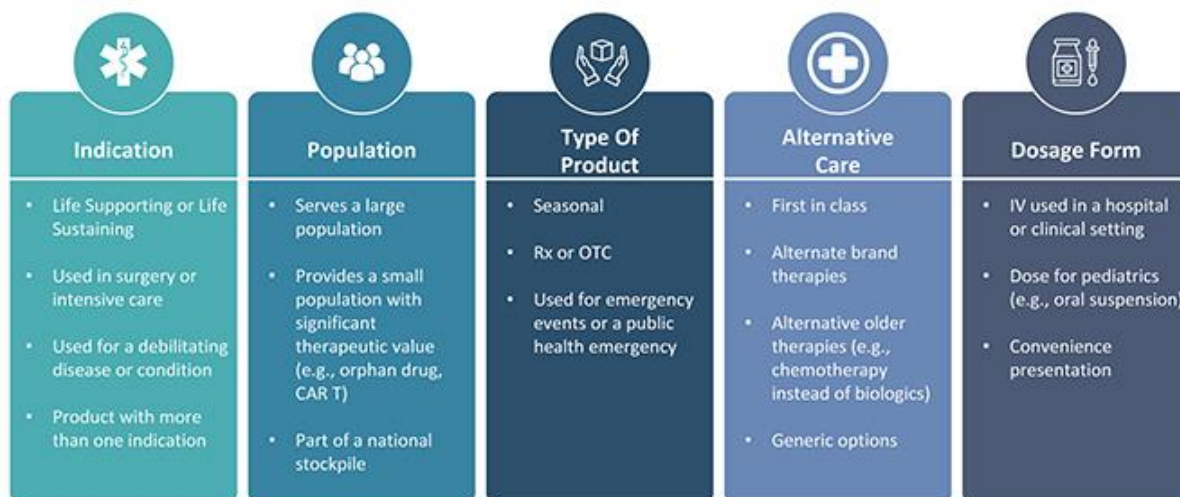 Indication
• Life Supporting or Life
Sustaining
• Used in surgery or
intensive care
• Used for a debilitating
disease or condition
• Product with more
than one indication
Population
• Serves a large
population
• Provides a small
population with
significant
therapeutic value
(e.g., orphan drug,
CAR T)
• Part of a national
stockpile
Type Of
Product
• Seasonal
• Rx or OTC
• Used for emergency
events or a public
health emergency
Alternative
Care
• First in class
• Alternate brand
therapies
• Alternative older
therapies (e.g.,
chemotherapy
instead of biologics)
• Generic options
Dosage Form
• IV used in a hospital
or clinical setting
• Dose for pediatrics
(e.g., oral suspension)
• Convenience
presentation